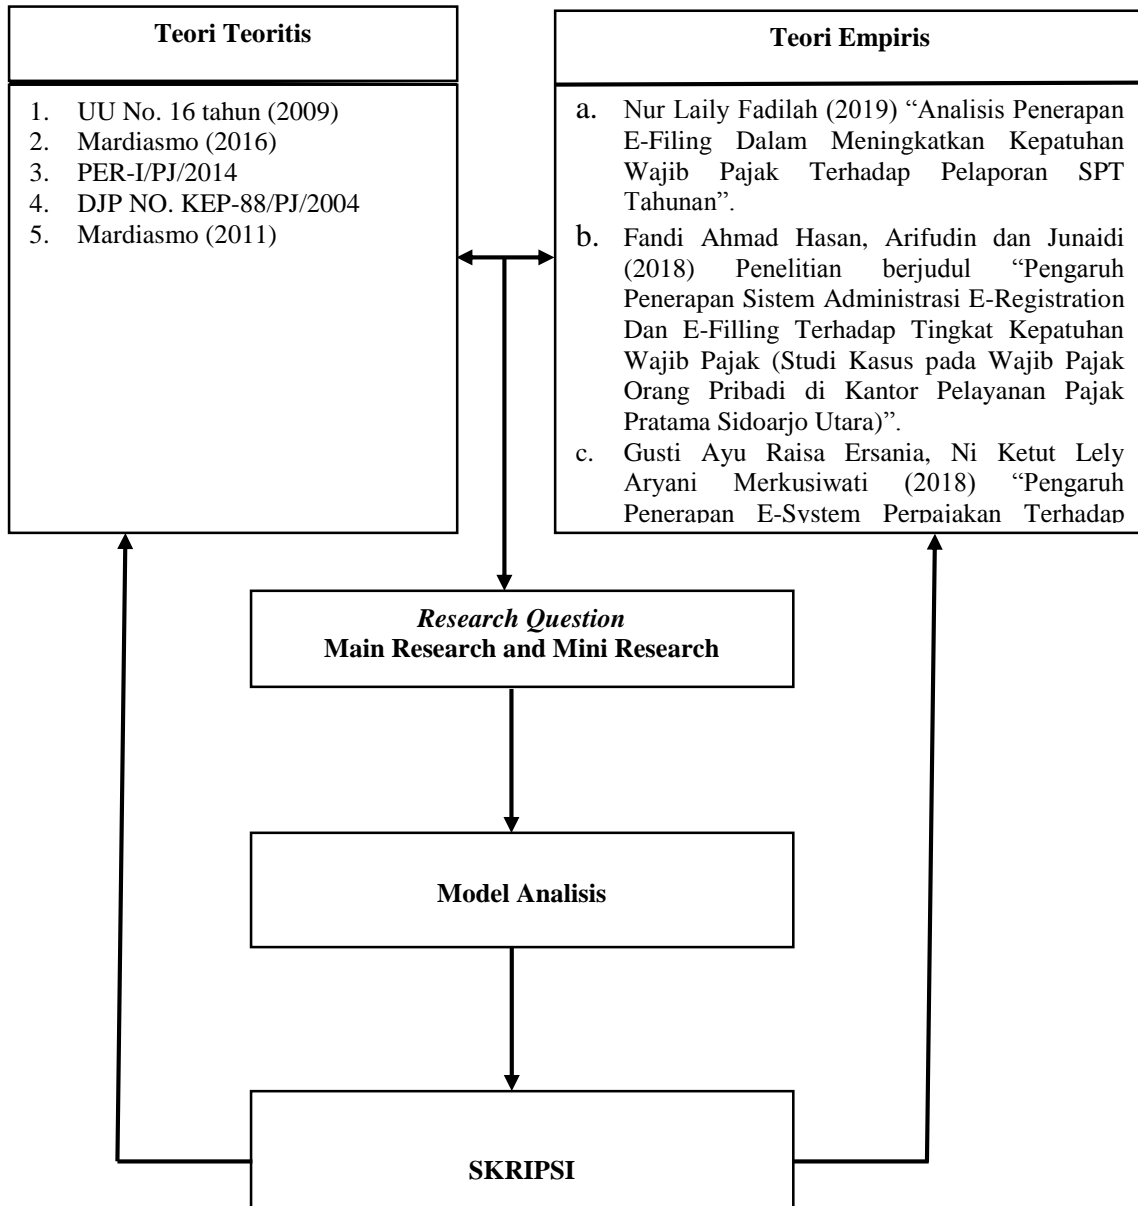 Teori Teoritis
1. UU No. 16 tahun (2009)
2. Mardiasmo (2016)
3. PER-I/PJ/2014
4. DJP NO. KEP-88/PJ/2004
5. Mardiasmo (2011)
Teori Empiris
a. Nur Laily Fadilah (2019) “Analisis Penerapan
E-Filing Dalam Meningkatkan Kepatuhan
Wajib Pajak Terhadap Pelaporan SPT
Tahunan”.
b. Fandi Ahmad Hasan, Arifudin dan Junaidi
(2018) Penelitian berjudul “Pengaruh
Penerapan Sistem Administrasi E-Registration
Dan E-Filling Terhadap Tingkat Kepatuhan
Wajib Pajak (Studi Kasus pada Wajib Pajak
Orang Pribadi di Kantor Pelayanan Pajak
Pratama Sidoarjo Utara)”.
c. Gusti Ayu Raisa Ersania, Ni Ketut Lely
Aryani Merkusiwati (2018) “Pengaruh
Penerapan E-System Perpajakan Terhadap
Research Question
Main Research and Mini Research
Model Analisis
SKRIPSI